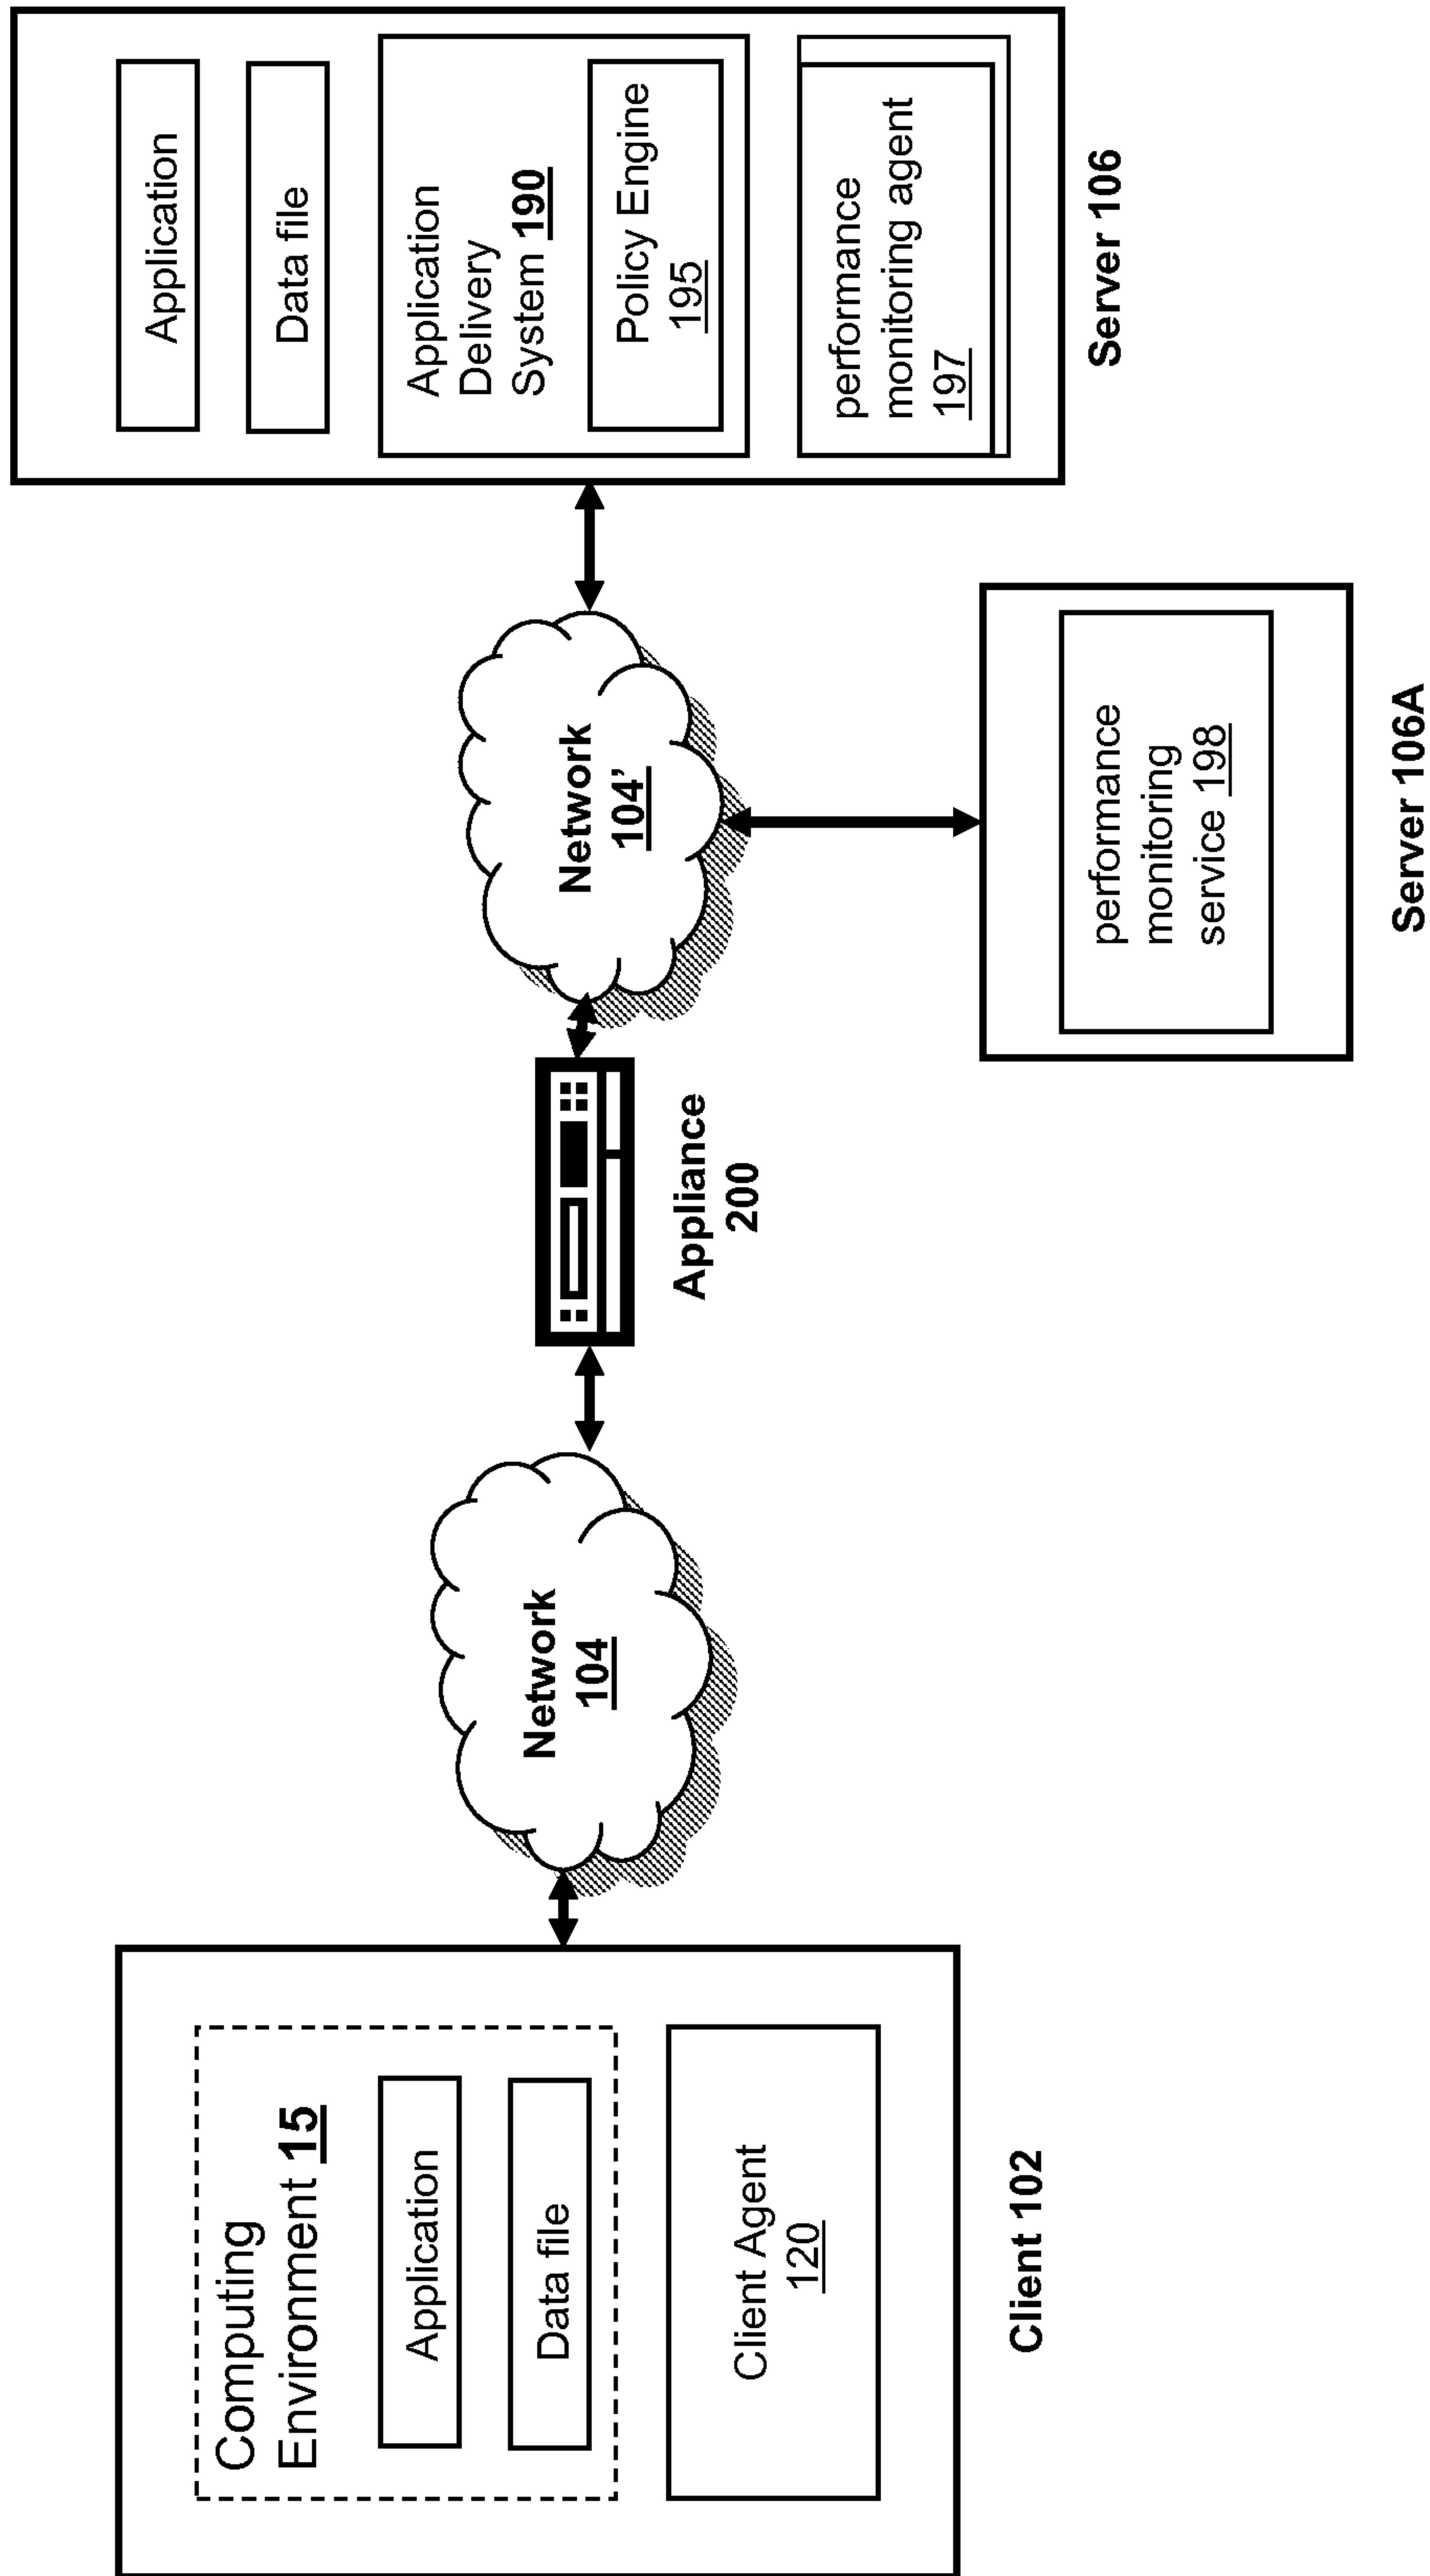 Computing
Environment 15
Application
Data file
Client Agent
120
Client 102
Network
104
Appliance
200
Network
104’
Application
Data file
Application
Delivery
System 190
Policy Engine
195
performance
monitoring agent
197
Server 106
performance
monitoring
service 198
Server 106A